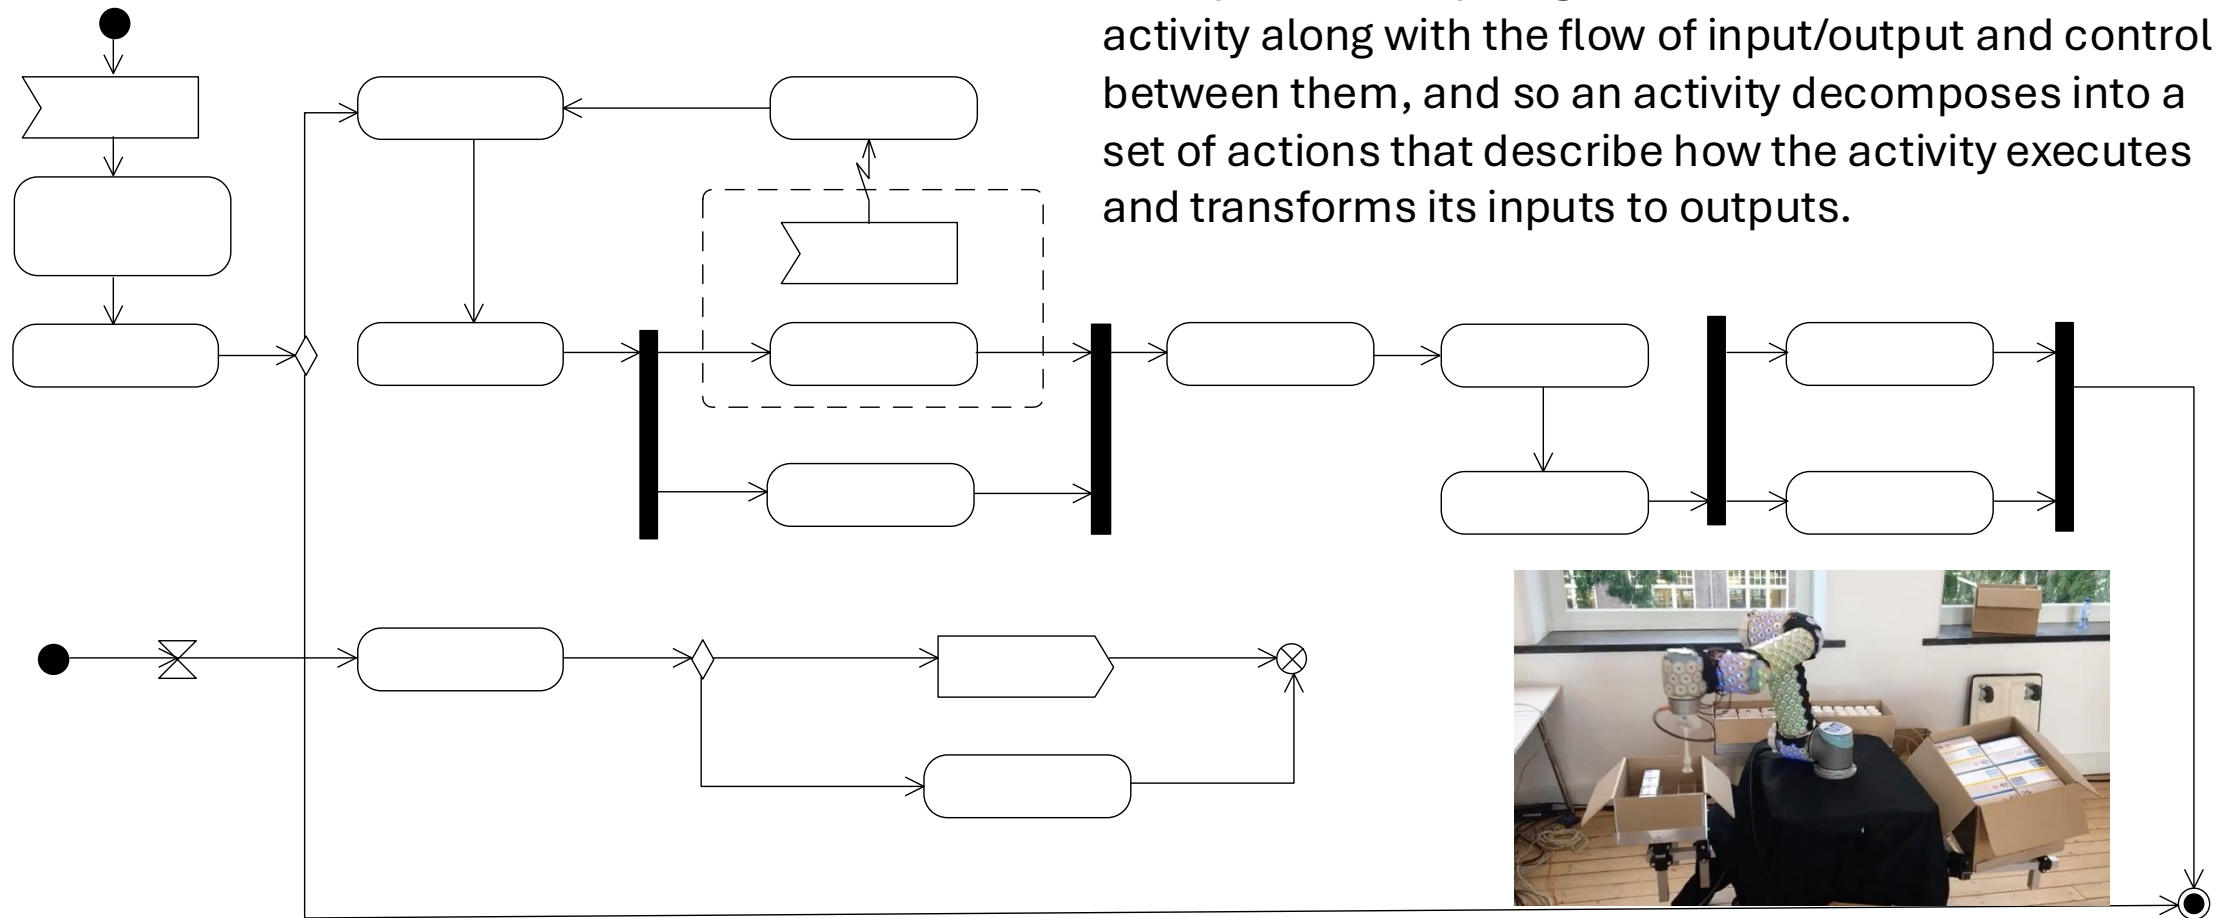 activity along with the flow of input/output and control
between them, and so an activity decomposes into a
set of actions that describe how the activity executes
and transforms its inputs to outputs.